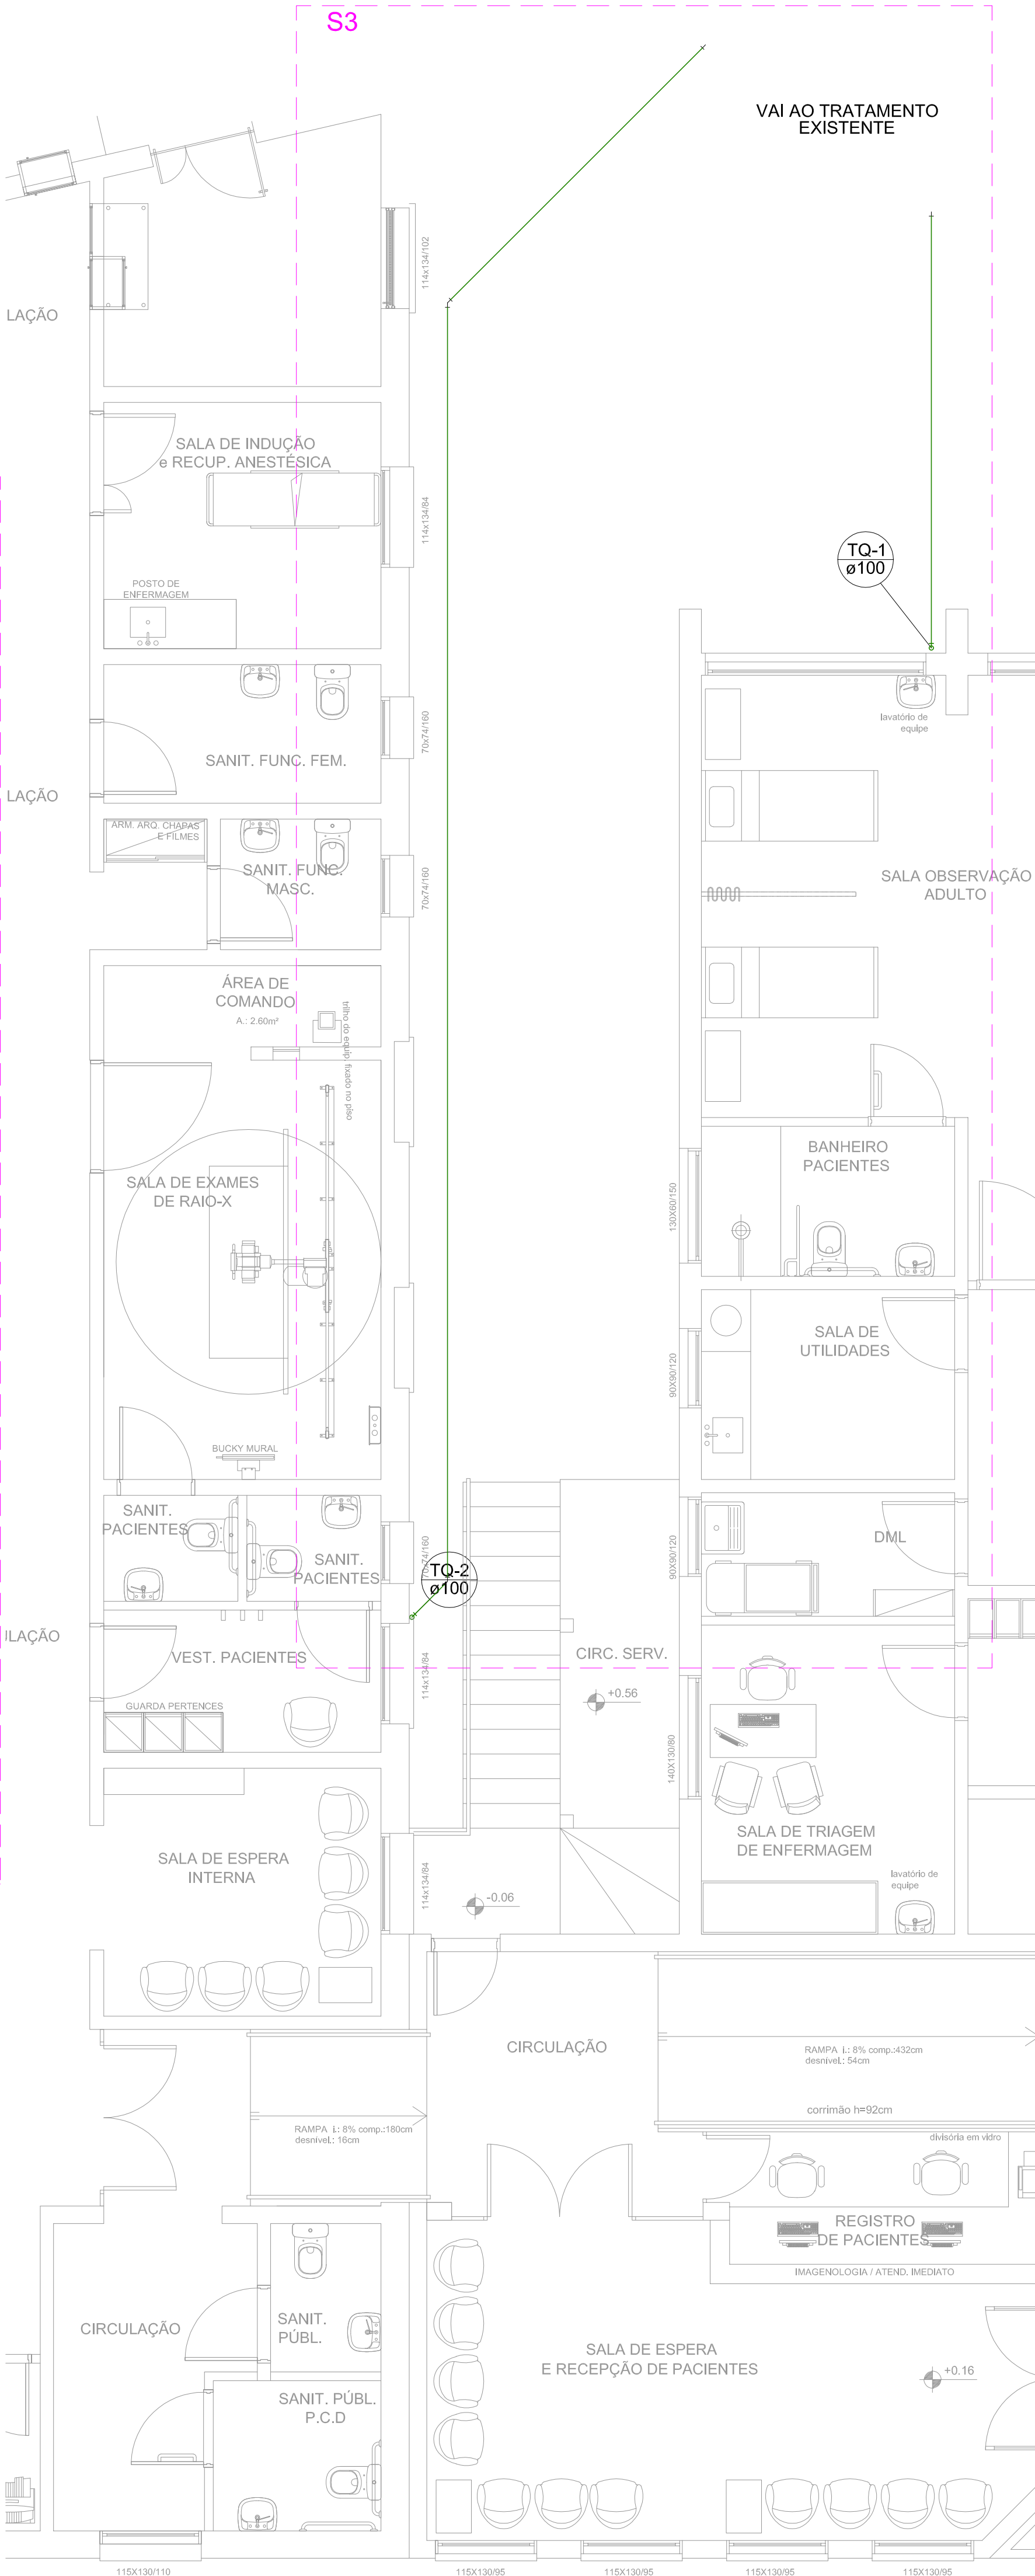 S3
VAI AO TRATAMENTO
EXISTENTE
114x134/102
LAÇÃO
SALA DE INDUÇÃO
e RECUP. ANESTÉSICA
114x134/84
POSTO DE
ENFERMAGEM
TQ-1
ø100
lavatório de
equipe
70x74/160
SANIT. FUNC. FEM.
LAÇÃO
ARM. ARQ. CHAPAS
E FILMES
SANIT. FUNC.
MASC.
70x74/160
SALA OBSERVAÇÃO
ADULTO
ÁREA DE
COMANDO
A.: 2.60m²
trilho do equip. fixado no piso
BANHEIRO
PACIENTES
SALA DE EXAMES
DE RAIO-X
130X60/150
SALA DE
UTILIDADES
90X90/120
BUCKY MURAL
SANIT.
PACIENTES
SANIT.
PACIENTES
70x74/160
TQ-2
ø100
90X90/120
DML
ULAÇÃO
VEST. PACIENTES
114x134/84
CIRC. SERV.
+0.56
GUARDA PERTENCES
140X130/80
SALA DE TRIAGEM
DE ENFERMAGEM
SALA DE ESPERA
INTERNA
114x134/84
-0.06
lavatório de
equipe
CIRCULAÇÃO
RAMPA i.: 8% comp.:432cm
desnível.: 54cm
corrimão h=92cm
RAMPA i.: 8% comp.:180cm
desnível.: 16cm
divisória em vidro
REGISTRO
DE PACIENTES
IMAGENOLOGIA / ATEND. IMEDIATO
CIRCULAÇÃO
SANIT.
PÚBL.
SALA DE ESPERA
E RECEPÇÃO DE PACIENTES
+0.16
SANIT. PÚBL.
P.C.D
115X130/110
115X130/95
115X130/95
115X130/95
115X130/95